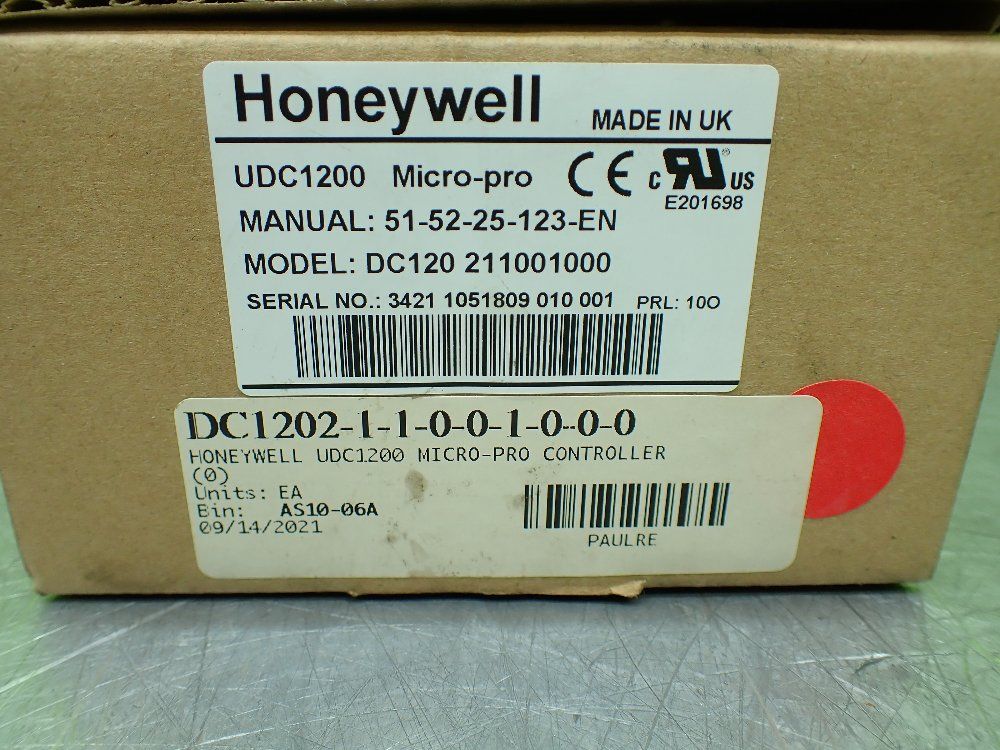 Honeywell
MADE IN UK
UDC1200 Micro-pro CE c RU ® US
E201698
MANUAL: 51-52-25-123-EN
MODEL: DC120 211001000
SERIAL NO.: 3421 1051809 010 001 PRL: 10O
DC1202-1-1-0-0-1-0-0-0
HONEYWELL UDC1200 MICRO-PRO CONTROLLER
(0)
Units: EA
Bin: AS10-06A
09/14/2021
PAULRE